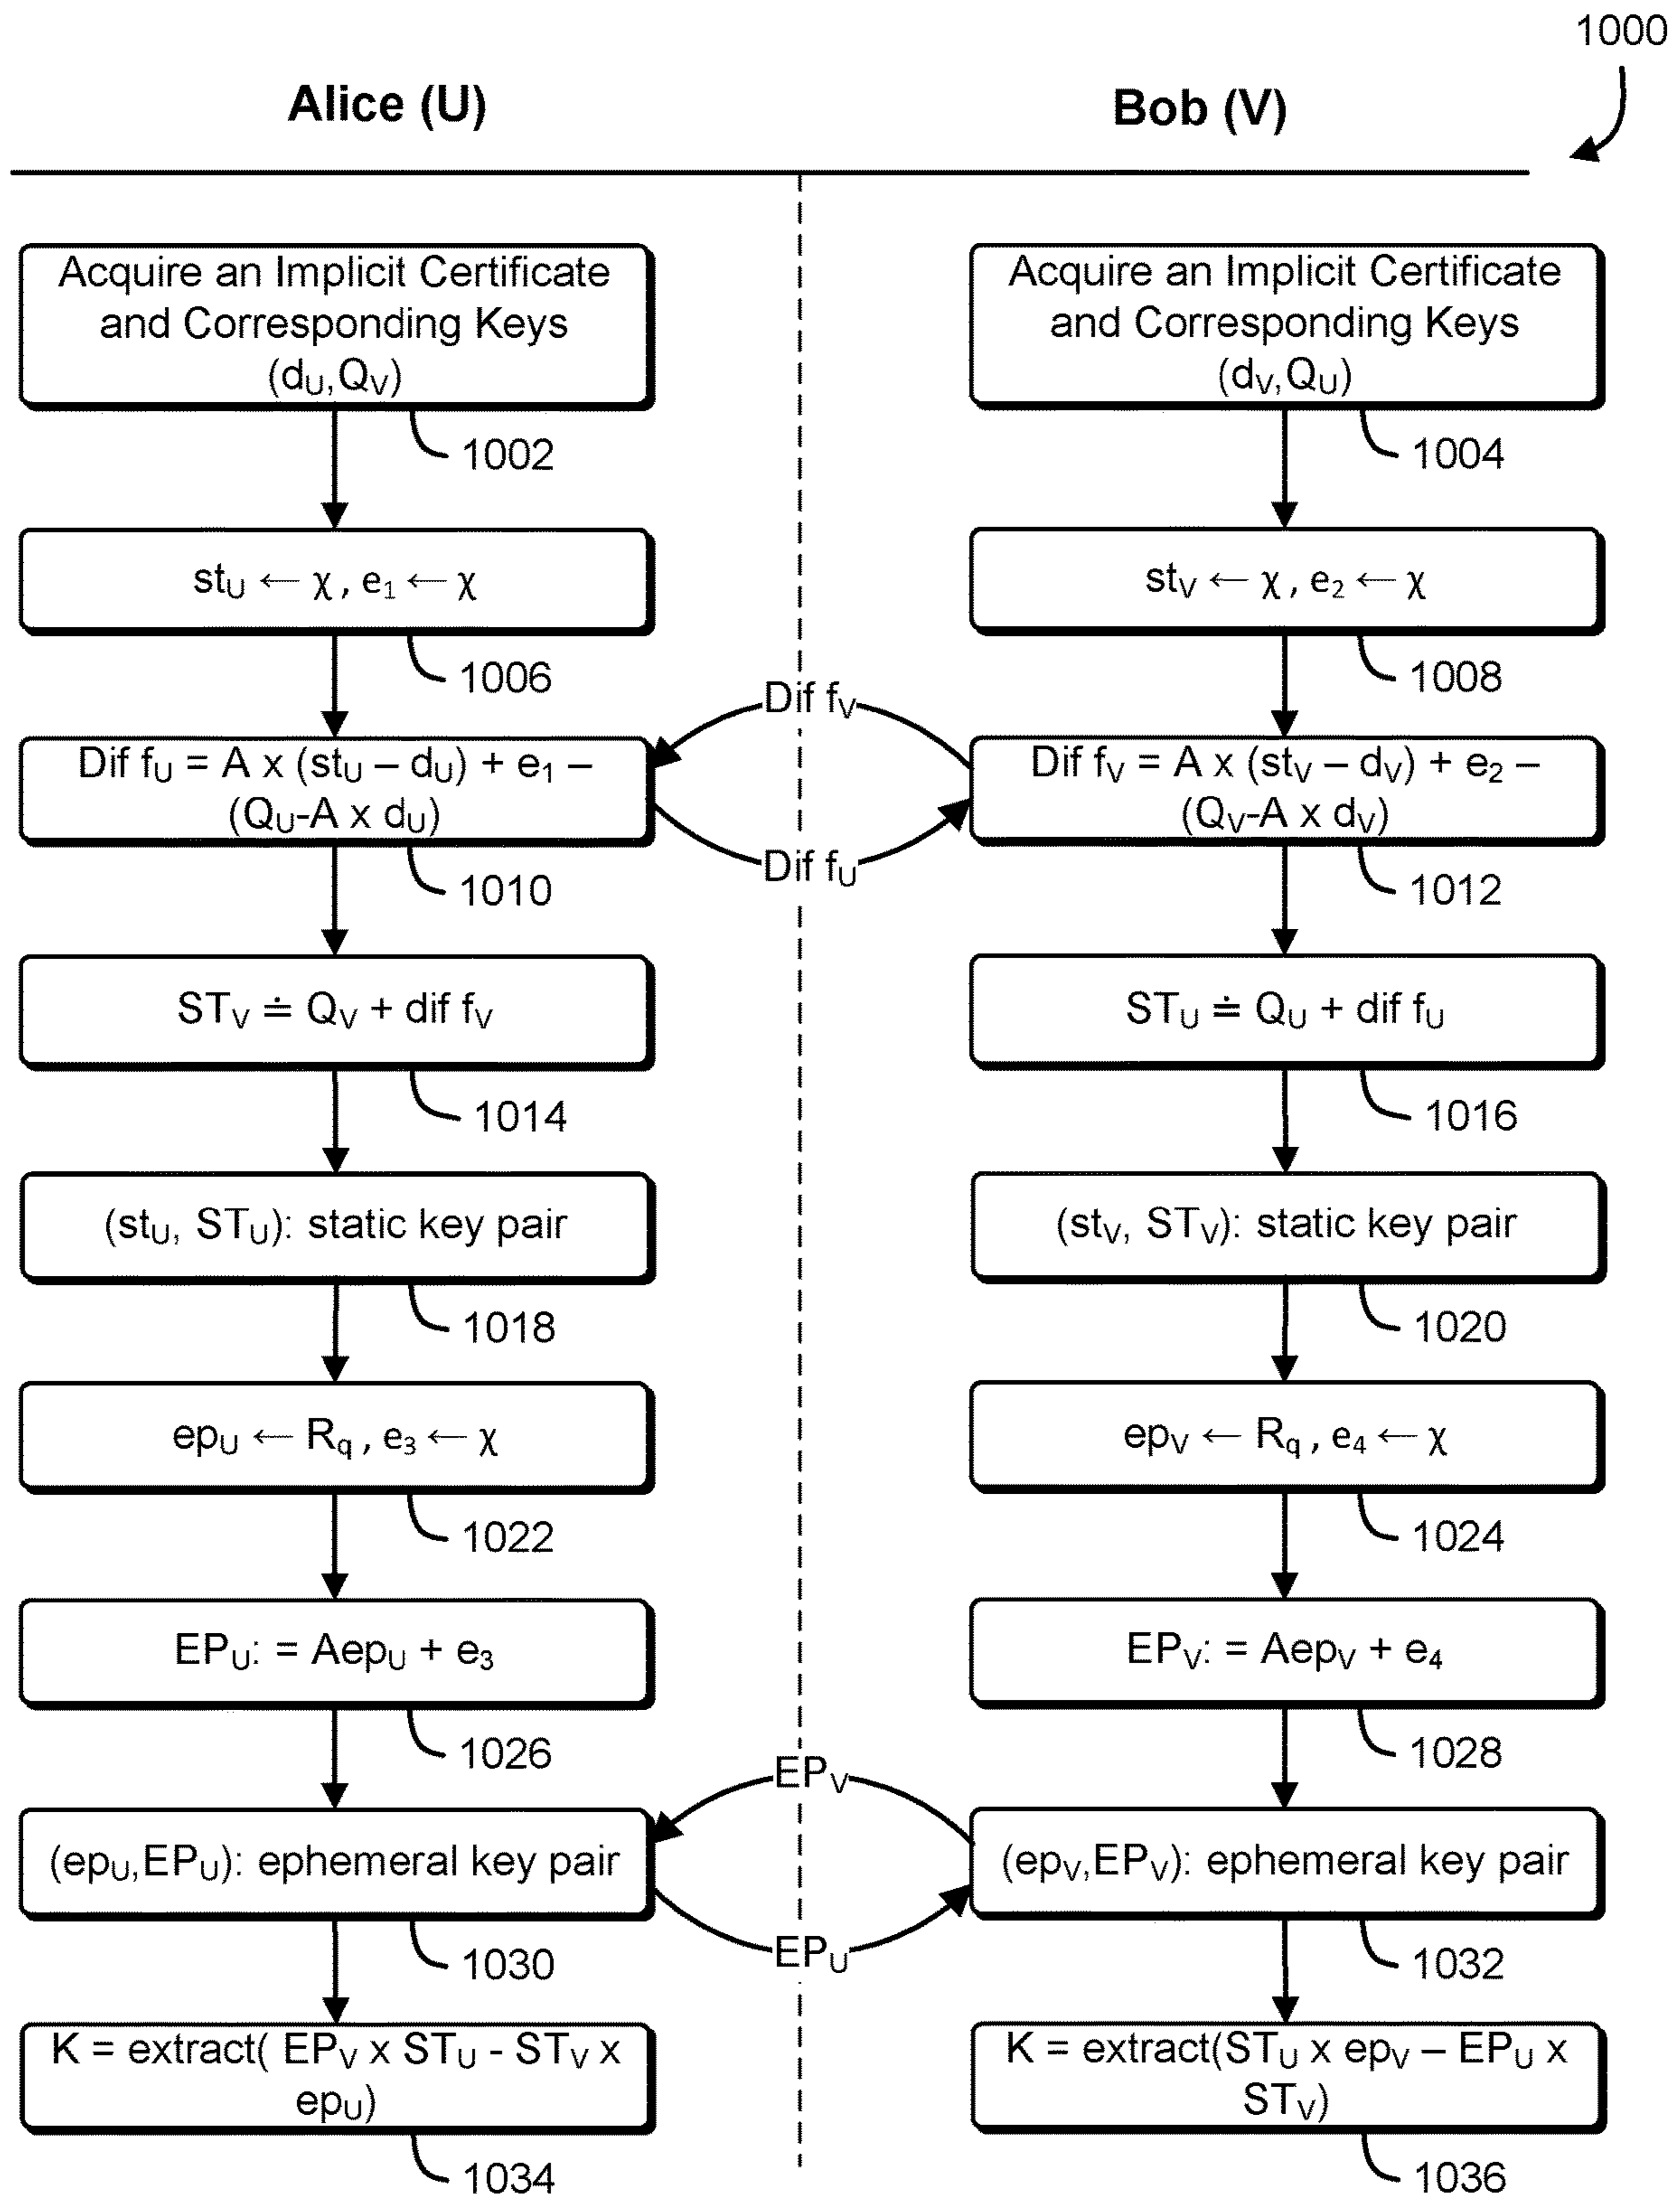 1000
Alice (U)
Bob (V)
Acquire an Implicit Certificate
and Corresponding Keys
(dU,QV)
1002
Acquire an Implicit Certificate
and Corresponding Keys
(dV,QU)
1004
stU ← χ , e1 ← χ
1006
stV ← χ , e2 ← χ
1008
Dif fV
Dif fU = A x (stU – dU) + e1 –
(QU-A x dU)
1010
Dif fV = A x (stV – dV) + e2 –
(QV-A x dV)
1012
Dif fU
STV ≐ QV + dif fV
1014
STU ≐ QU + dif fU
1016
(stU, STU): static key pair
1018
(stV, STV): static key pair
1020
epU ← Rq , e3 ← χ
1022
epV ← Rq , e4 ← χ
1024
EPU: = AepU + e3
1026
EPV: = AepV + e4
1028
EPV
(epU,EPU): ephemeral key pair
1030
(epV,EPV): ephemeral key pair
1032
EPU
K = extract( EPV x STU - STV x
epU)
1034
K = extract(STU x epV – EPU x
STV)
1036